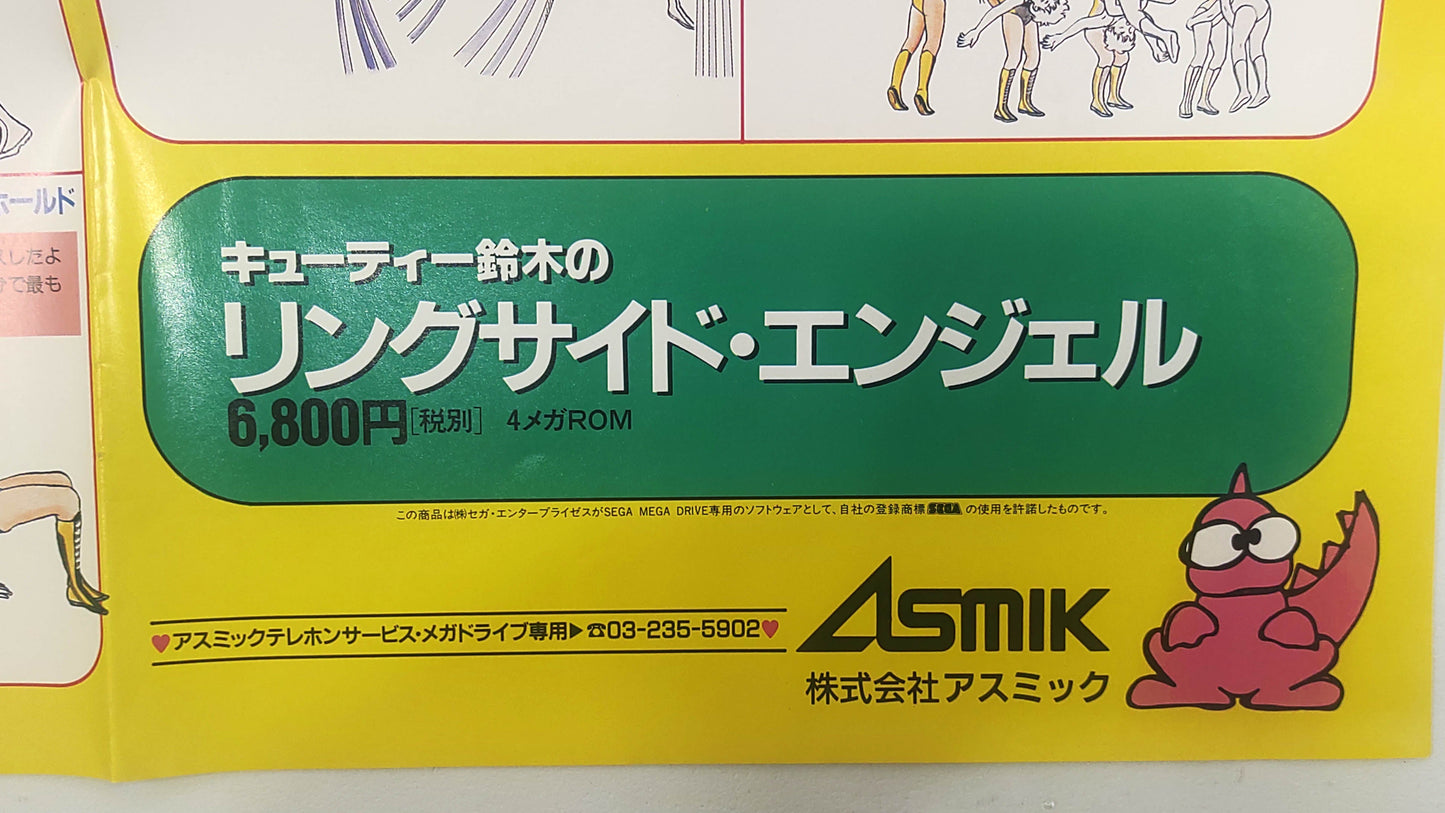 ホールド
したよ
で最も
キューティー鈴木の
リングサイド・エンジェル
6,800円[税別] 4メガROM
この商品は㈱セガ・エンタープライゼスがSEGA MEGA DRIVE専用のソフトウェアとして、自社の登録商標SEGAの使用を許諾したものです。
♥アスミックテレホンサービス・メガドライブ専用▶☎03-235-5902♥
ASMIK
株式会社アスミック